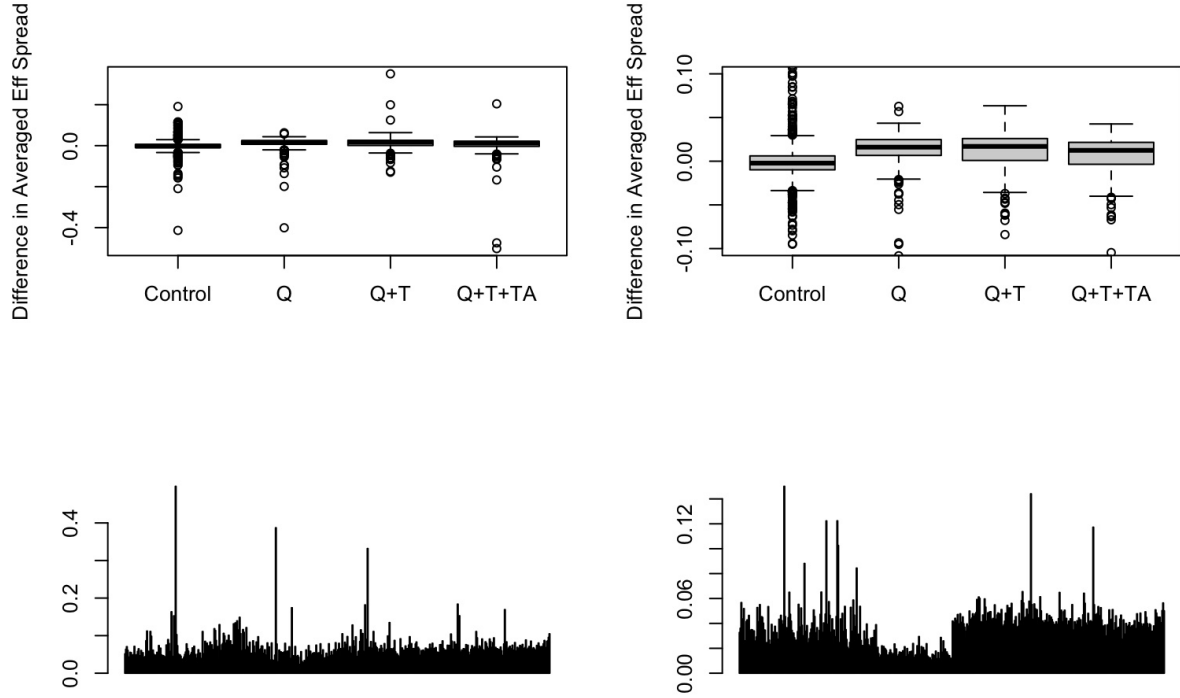 Difference in Averaged Eff Spread
0.0
-0.4
Control
Q
Q+T
Q+T+TA
Difference in Averaged Eff Spread
0.10
0.00
-0.10
Control
Q
Q+T
Q+T+TA
0.4
0.2
0.0
0.12
0.06
0.00